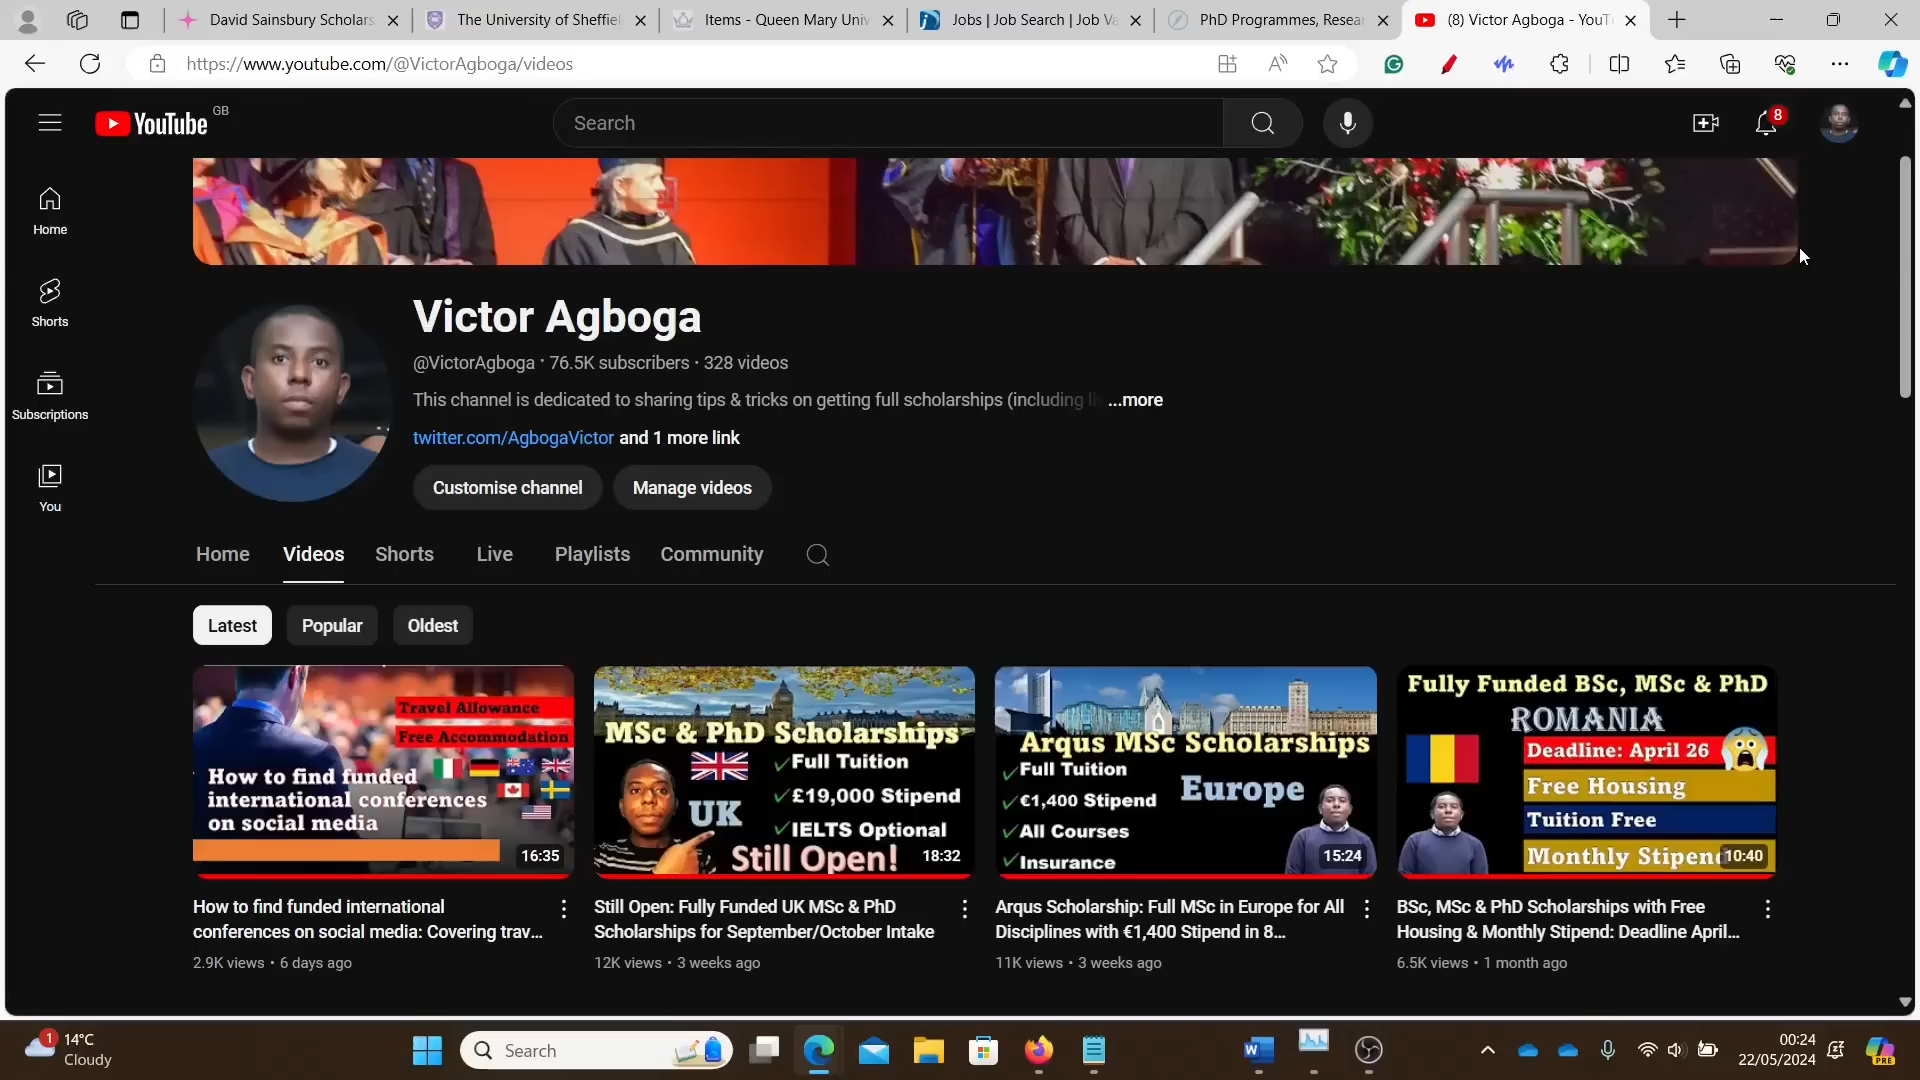 David Sainsbury Scholars
The University of Sheffiel
Items - Queen Mary Univ
Jobs | Job Search | Job Va
PhD Programmes, Resear
(8) Victor Agboga - YouT
https://www.youtube.com/@VictorAgboga/videos
YouTube
GB
Search
8
Home
Shorts
Subscriptions
You
Victor Agboga
@VictorAgboga · 76.5K subscribers · 328 videos
This channel is dedicated to sharing tips & tricks on getting full scholarships (including li ...more
twitter.com/AgbogaVictor and 1 more link
Customise channel
Manage videos
Home
Videos
Shorts
Live
Playlists
Community
Latest
Popular
Oldest
Travel Allowance
Free Accommodation
How to find funded
international conferences
on social media
16:35
MSc & PhD Scholarships
UK
✓Full Tuition
✓£19,000 Stipend
✓IELTS Optional
Still Open!
18:32
Arqus MSc Scholarships
✓Full Tuition
✓€1,400 Stipend
✓All Courses
✓Insurance
Europe
15:24
Fully Funded BSc, MSc & PhD
ROMANIA
Deadline: April 26
Free Housing
Tuition Free
Monthly Stipend
10:40
How to find funded international
conferences on social media: Covering trav...
2.9K views · 6 days ago
Still Open: Fully Funded UK MSc & PhD
Scholarships for September/October Intake
12K views · 3 weeks ago
Arqus Scholarship: Full MSc in Europe for All
Disciplines with €1,400 Stipend in 8...
11K views · 3 weeks ago
BSc, MSc & PhD Scholarships with Free
Housing & Monthly Stipend: Deadline April...
6.5K views · 1 month ago
1
14°C
Cloudy
Search
00:24
22/05/2024
PRE